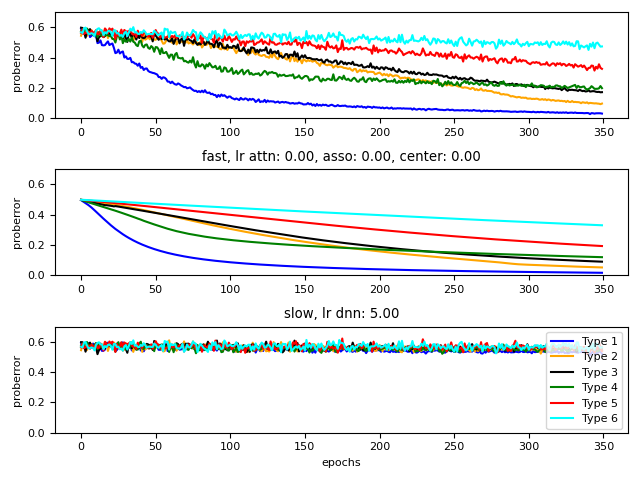 0.6
0.4
0.2
0.0
proberror
0 50 100 150 200 250 300 350
fast, lr attn: 0.00, asso: 0.00, center: 0.00
0.6
0.4
0.2
0.0
proberror
0 50 100 150 200 250 300 350
slow, lr dnn: 5.00
0.6
0.4
0.2
0.0
proberror
Type 1
Type 2
Type 3
Type 4
Type 5
Type 6
0 50 100 150 200 250 300 350
epochs